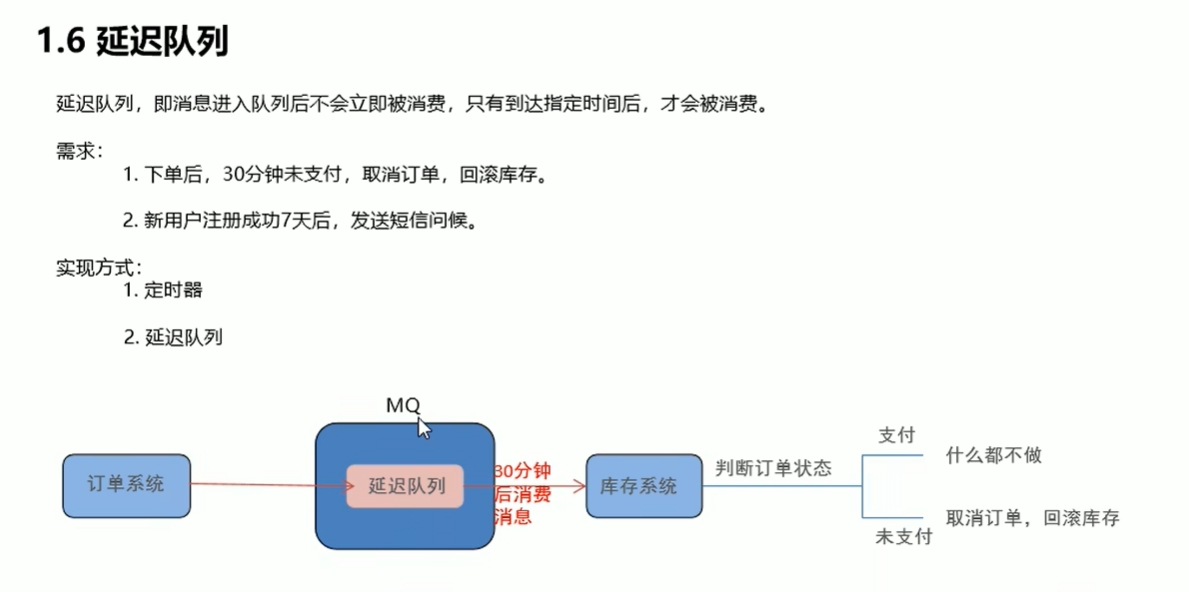 1.6 延迟队列
延迟队列，即消息进入队列后不会立即被消费，只有到达指定时间后，才会被消费。
需求：
1. 下单后，30分钟未支付，取消订单，回滚库存。
2. 新用户注册成功7天后，发送短信问候。
实现方式：
1. 定时器
2. 延迟队列
MQ
订单系统
延迟队列
30分钟
后消费
消息
库存系统
判断订单状态
支付
什么都不做
未支付
取消订单，回滚库存